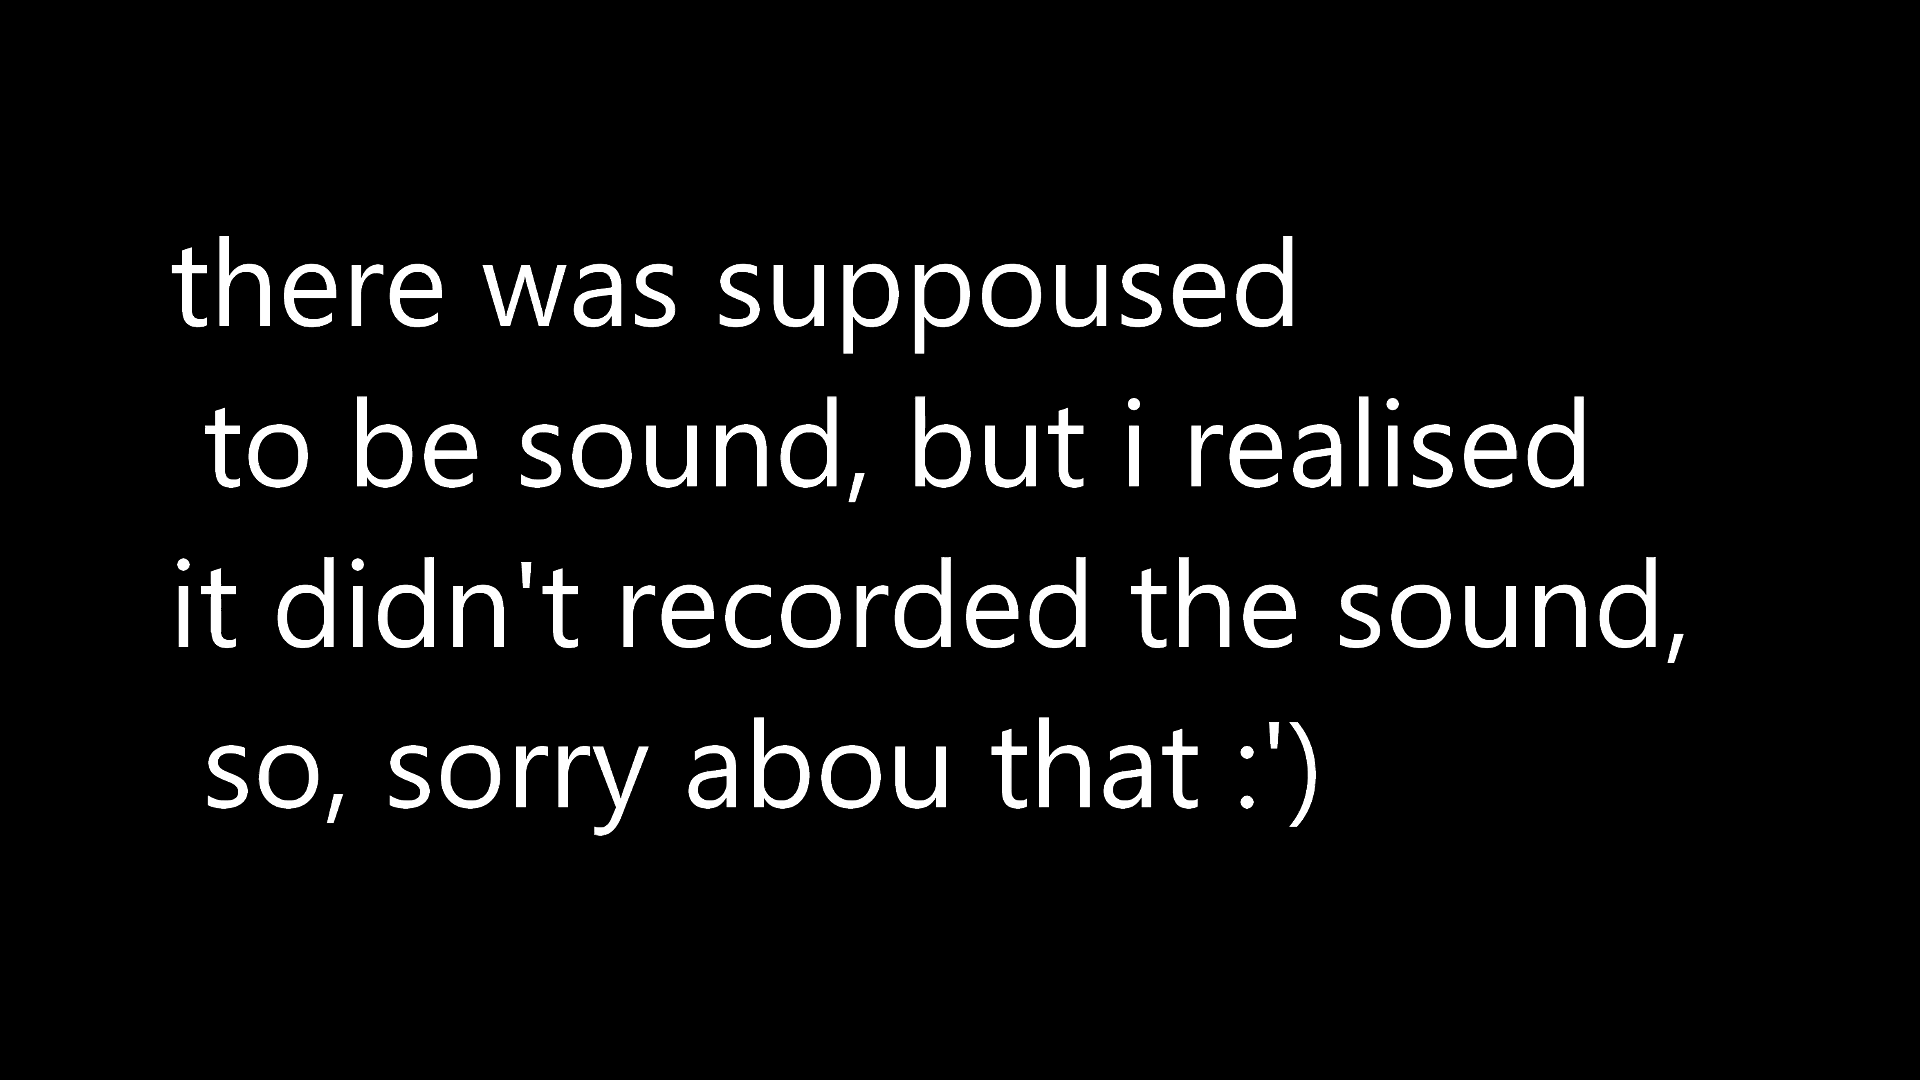 there was suppoused
to be sound, but i realised
it didn't recorded the sound,
so, sorry abou that :')